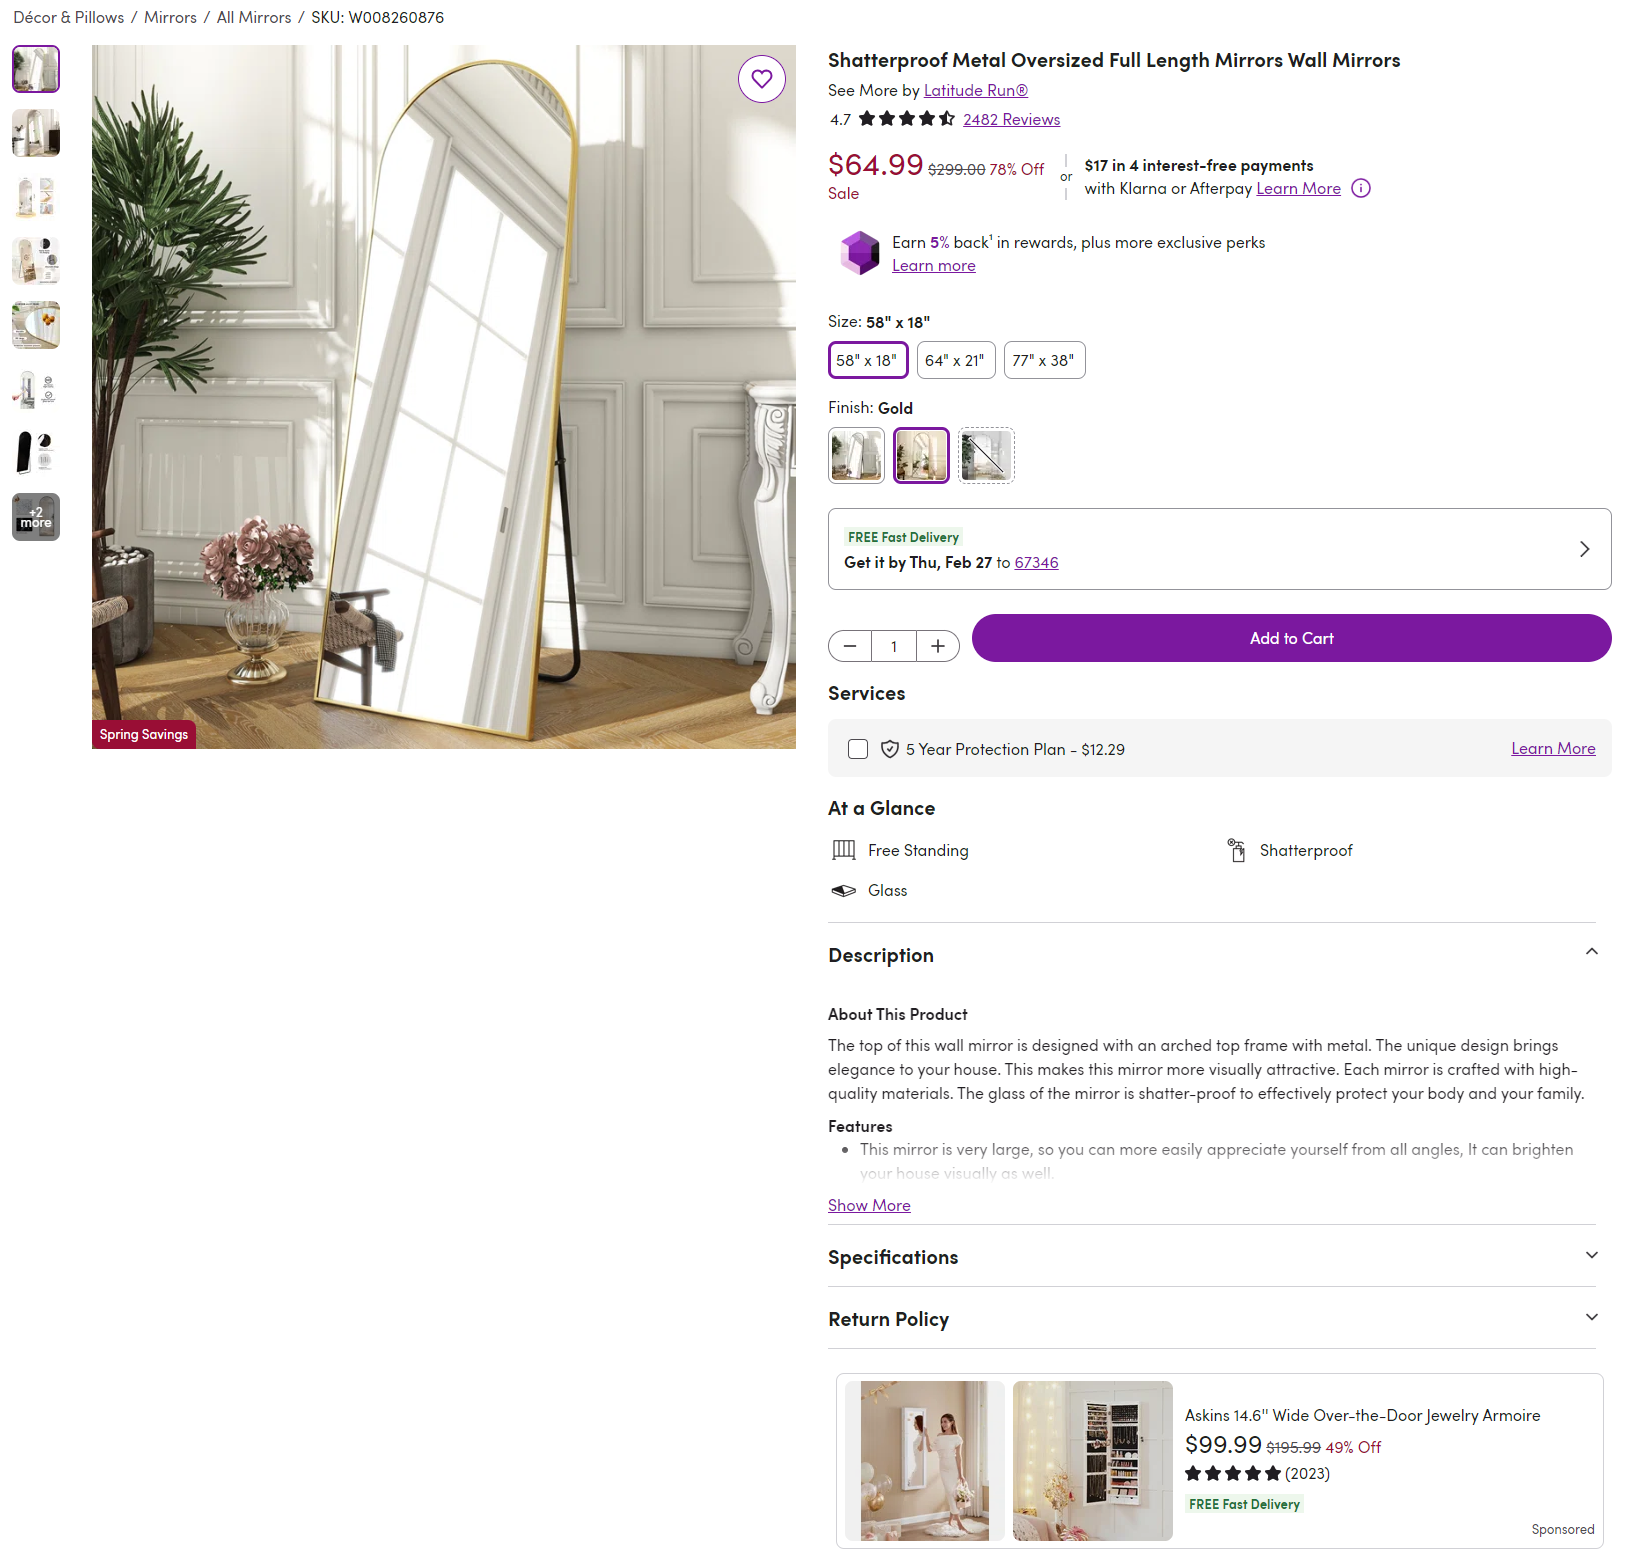 Décor & Pillows / Mirrors / All Mirrors / SKU: W008260876
+2
more
Spring Savings
Shatterproof Metal Oversized Full Length Mirrors Wall Mirrors
See More by Latitude Run®
4.7 2482 Reviews
$64.99 $299.00 78% Off
Sale
or
$17 in 4 interest-free payments
with Klarna or Afterpay Learn More
Earn 5% back¹ in rewards, plus more exclusive perks
Learn more
Size: 58" x 18"
58" x 18" 64" x 21" 77" x 38"
Finish: Gold
FREE Fast Delivery
Get it by Thu, Feb 27 to 67346
1
Add to Cart
Services
5 Year Protection Plan - $12.29 Learn More
At a Glance
Free Standing Shatterproof
Glass
Description
About This Product
The top of this wall mirror is designed with an arched top frame with metal. The unique design brings
elegance to your house. This makes this mirror more visually attractive. Each mirror is crafted with high-
quality materials. The glass of the mirror is shatter-proof to effectively protect your body and your family.
Features
This mirror is very large, so you can more easily appreciate yourself from all angles, It can brighten
your house visually as well.
Show More
Specifications
Return Policy
Askins 14.6'' Wide Over-the-Door Jewelry Armoire
$99.99 $195.99 49% Off
(2023)
FREE Fast Delivery
Sponsored